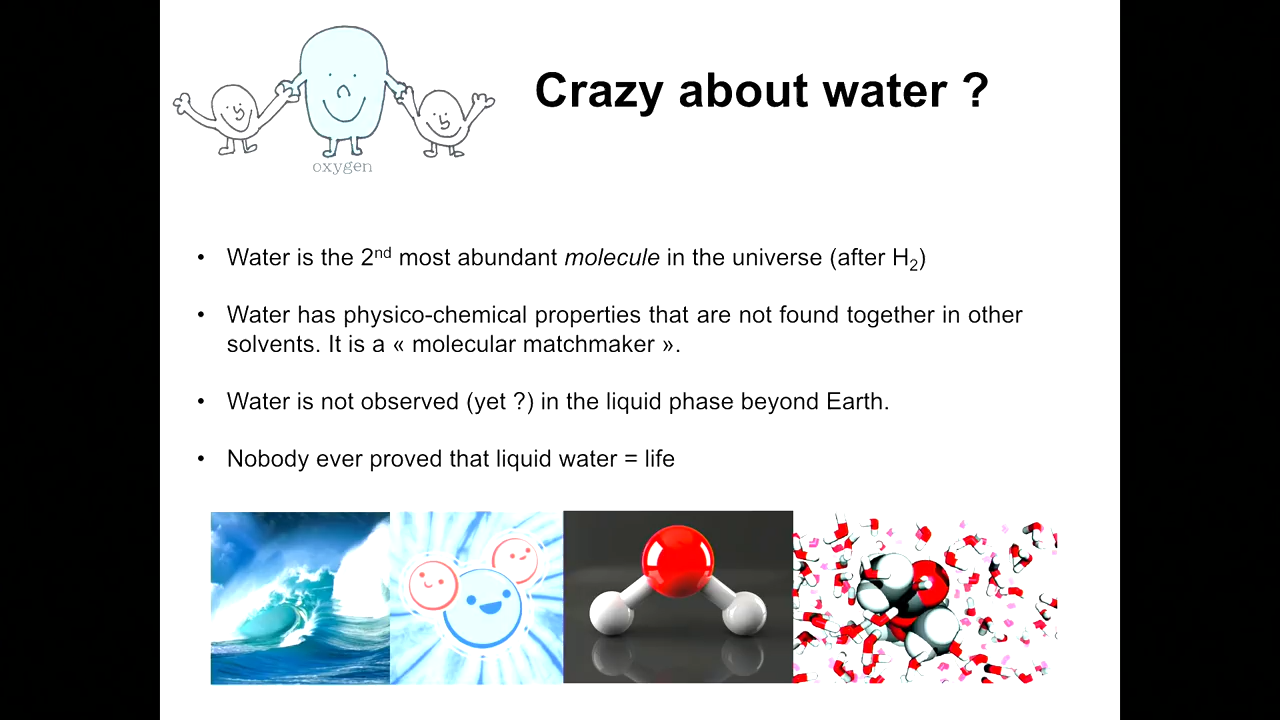 Crazy about water ?
oxygen
• Water is the 2nd most abundant molecule in the universe (after H2)
• Water has physico-chemical properties that are not found together in other
solvents. It is a « molecular matchmaker ».
• Water is not observed (yet ?) in the liquid phase beyond Earth.
• Nobody ever proved that liquid water = life